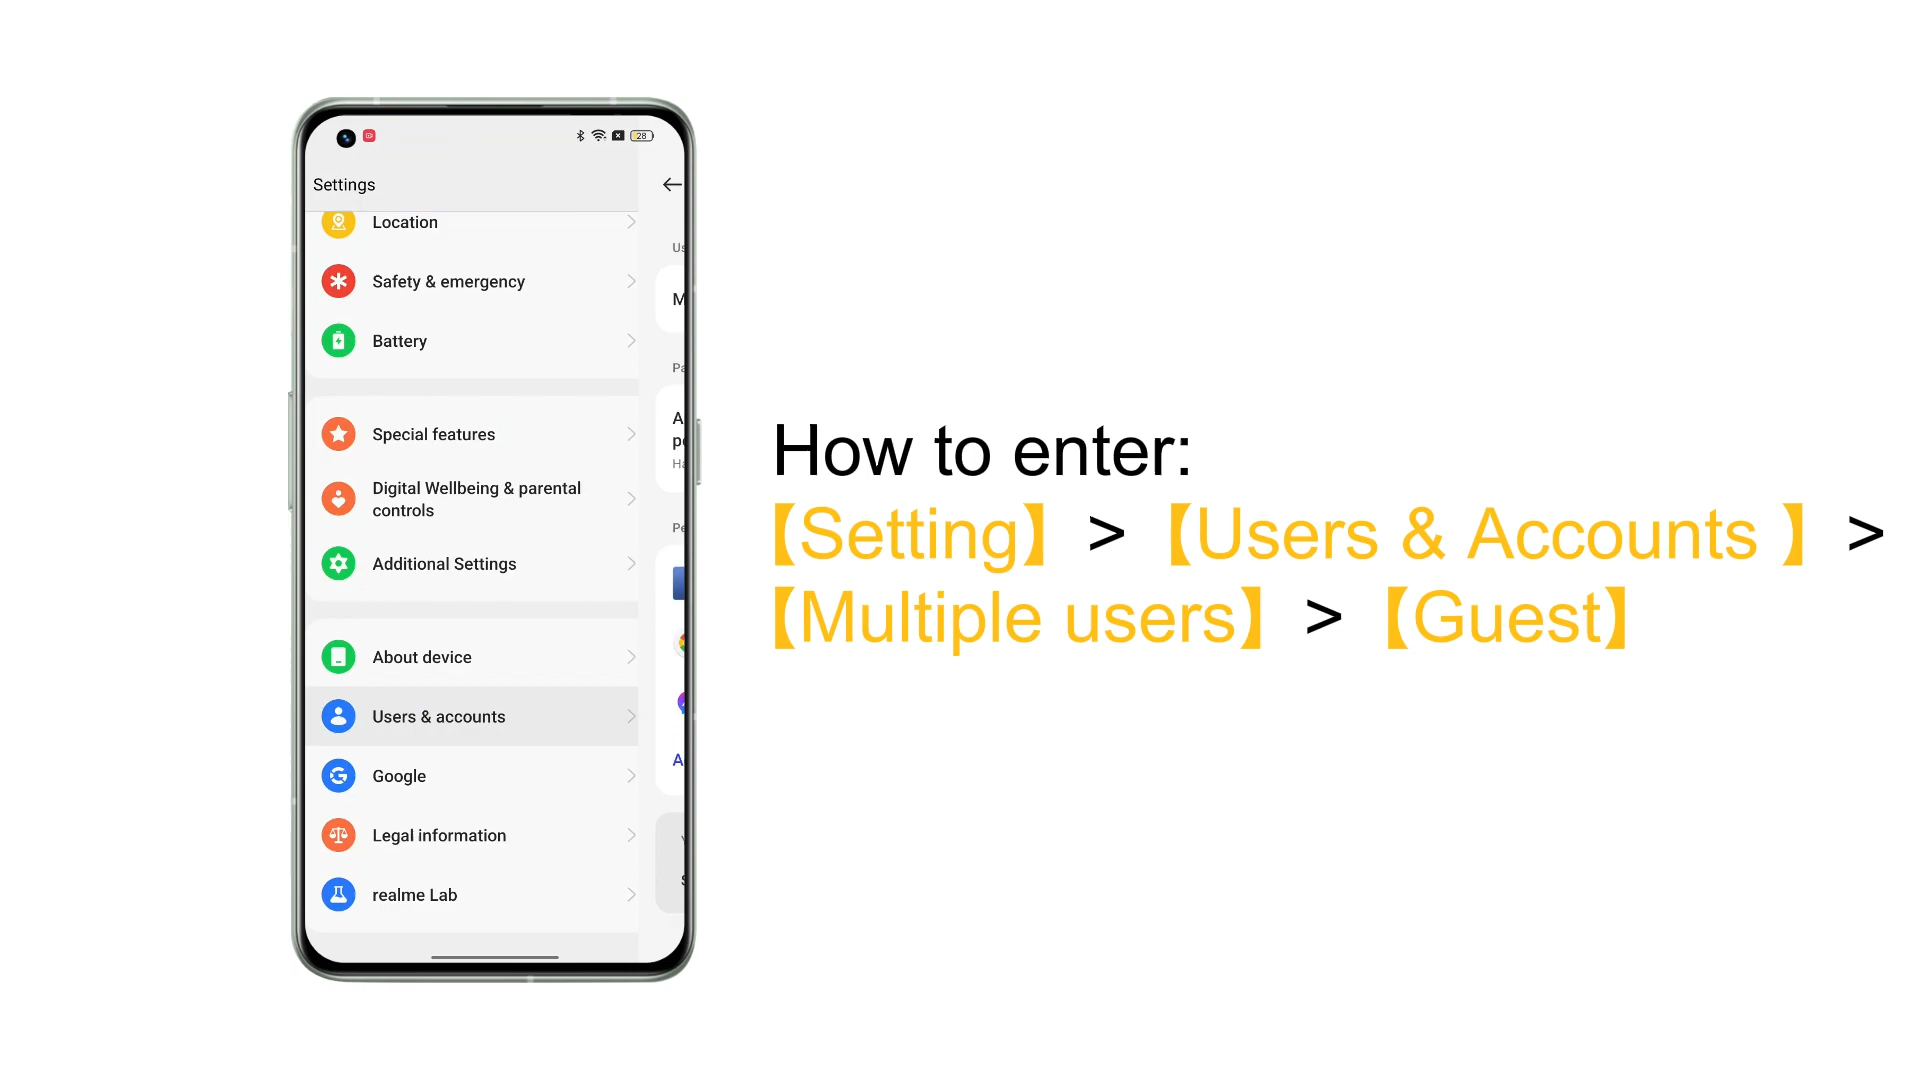 28
Settings
Location
Safety & emergency
Battery
Special features
Digital Wellbeing & parental
controls
Additional Settings
About device
Users & accounts
Google
Legal information
realme Lab
How to enter:
【Setting】 > 【Users & Accounts 】 >
【Multiple users】 > 【Guest】